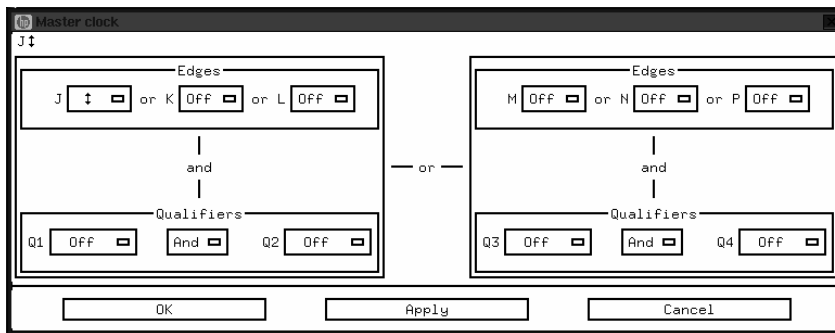 hp Master clock
J↕
Edges
J ↕ or K Off or L Off
and
Qualifiers
Q1 Off And Q2 Off
or
Edges
M Off or N Off or P Off
and
Qualifiers
Q3 Off And Q4 Off
OK Apply Cancel